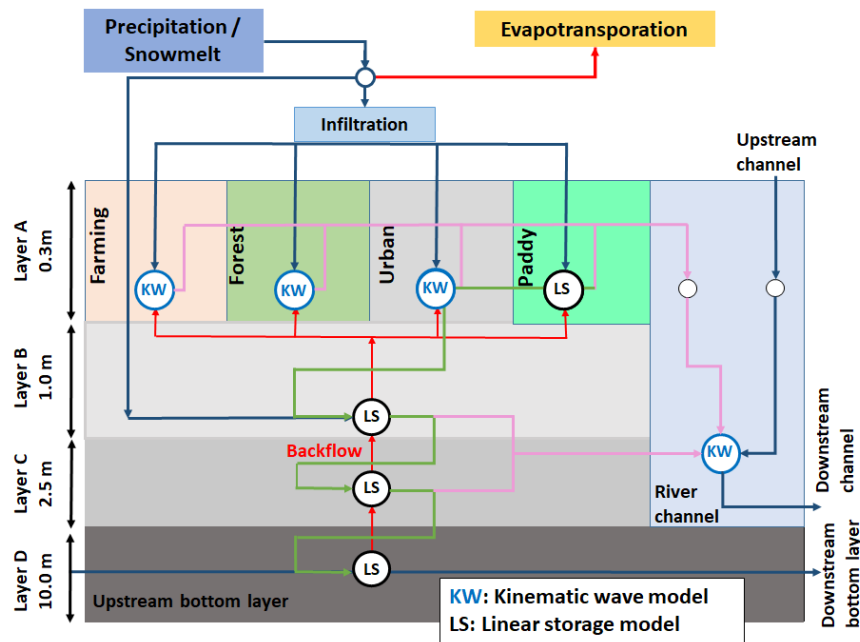 Precipitation /
Snowmelt
Evapotransporation
Infiltration
Upstream
channel
Layer A
0.3m
Farming
Forest
Urban
Paddy
KW
KW
KW
LS
Layer B
1.0 m
LS
Backflow
KW
Layer C
2.5 m
LS
River
channel
Downstream
channel
Layer D
10.0 m
LS
Upstream bottom layer
Downstream
bottom layer
KW: Kinematic wave model
LS: Linear storage model